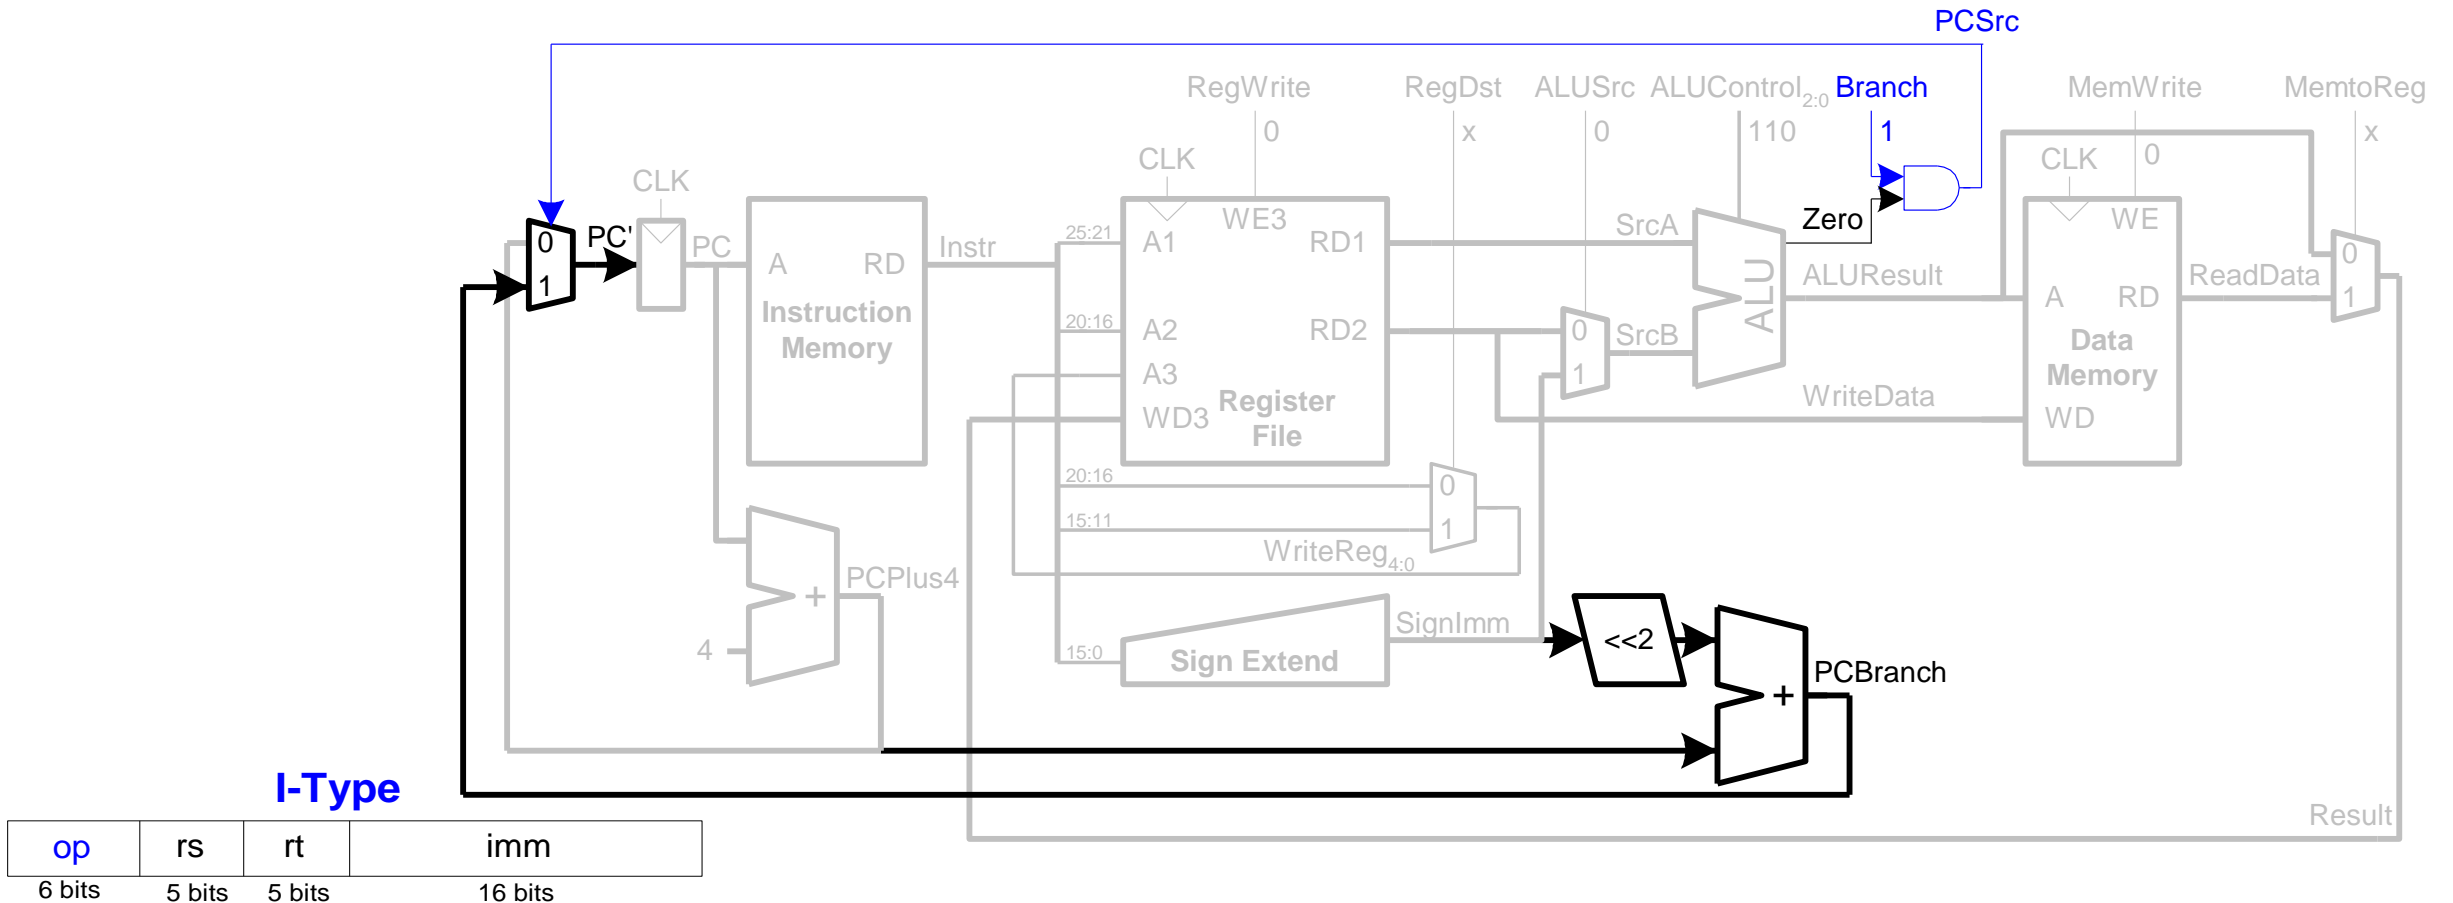 PCSrc
RegWrite RegDst ALUSrc ALUControl2:0 Branch MemWrite MemtoReg
0 x 0 110 1 0 x
CLK CLK CLK
0 PC' PC Instr 25:21 A1 WE3 RD1 SrcA Zero WE
1 A RD 20:16 A2 RD2 0 SrcB ALU ALUResult A RD ReadData 0
Instruction
Memory
A3 1 Data
Memory 1
WD3 Register
File WriteData WD
20:16 0
15:11 1
WriteReg4:0
PCPlus4
+
4
15:0 Sign Extend SignImm <<2
+ PCBranch
Result
I-Type
op rs rt imm
6 bits 5 bits 5 bits 16 bits